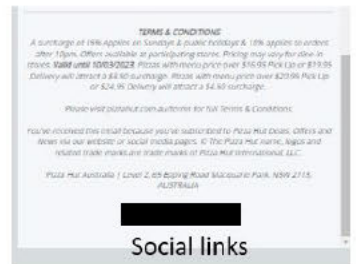 TERMS & CONDITIONS
A surcharge of 15% Applies on Sundays & public holidays & 10% applies to orders
after 10pm. Offers available at participating stores. Pricing may vary for dine-in
stores. Valid until 10/03/2023. Pizzas with menu price over $16.95 Pick Up or $19.95
Delivery will attract a $4.50 surcharge. Pizzas with menu price over $20.95 Pick Up
or $24.95 Delivery will attract a $4.50 surcharge.
Please visit pizzahut.com.au/terms for full Terms & Conditions.
You've received this email because you've subscribed to Pizza Hut Deals, Offers and
News via our website or social media pages. © The Pizza Hut name, logos and
related trade marks are trade marks of Pizza Hut International, LLC.
Pizza Hut Australia | Level 2, 65 Epping Road Macquarie Park, NSW 2113,
AUSTRALIA
Social links